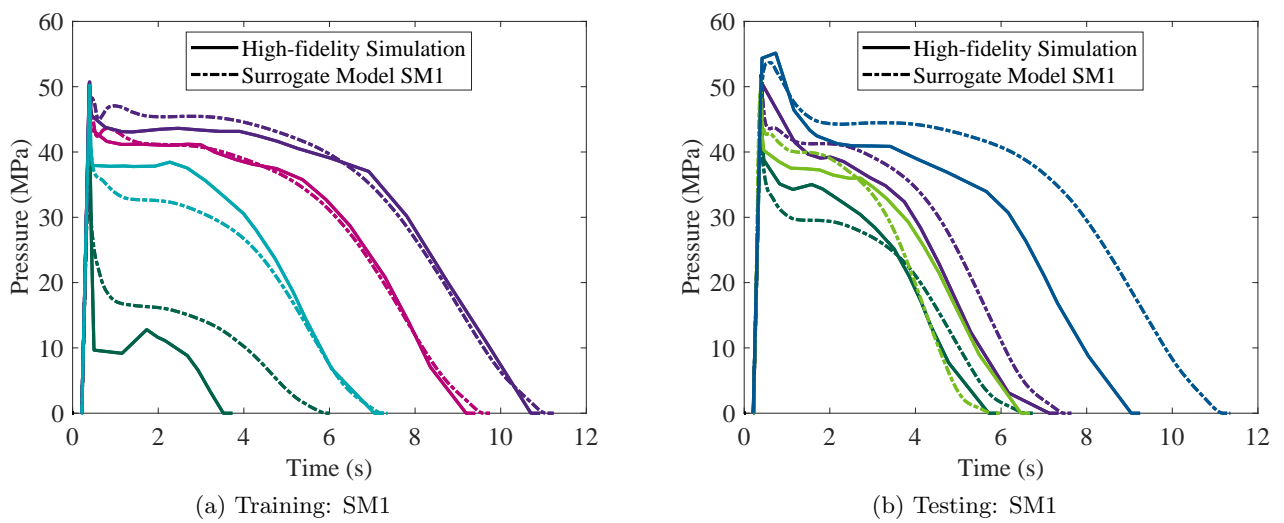 60
50
40
30
20
10
0
Pressure (MPa)
High-fidelity Simulation
Surrogate Model SM1
0 2 4 6 8 10 12
Time (s)
(a) Training: SM1
60
50
40
30
20
10
0
Pressure (MPa)
High-fidelity Simulation
Surrogate Model SM1
0 2 4 6 8 10 12
Time (s)
(b) Testing: SM1